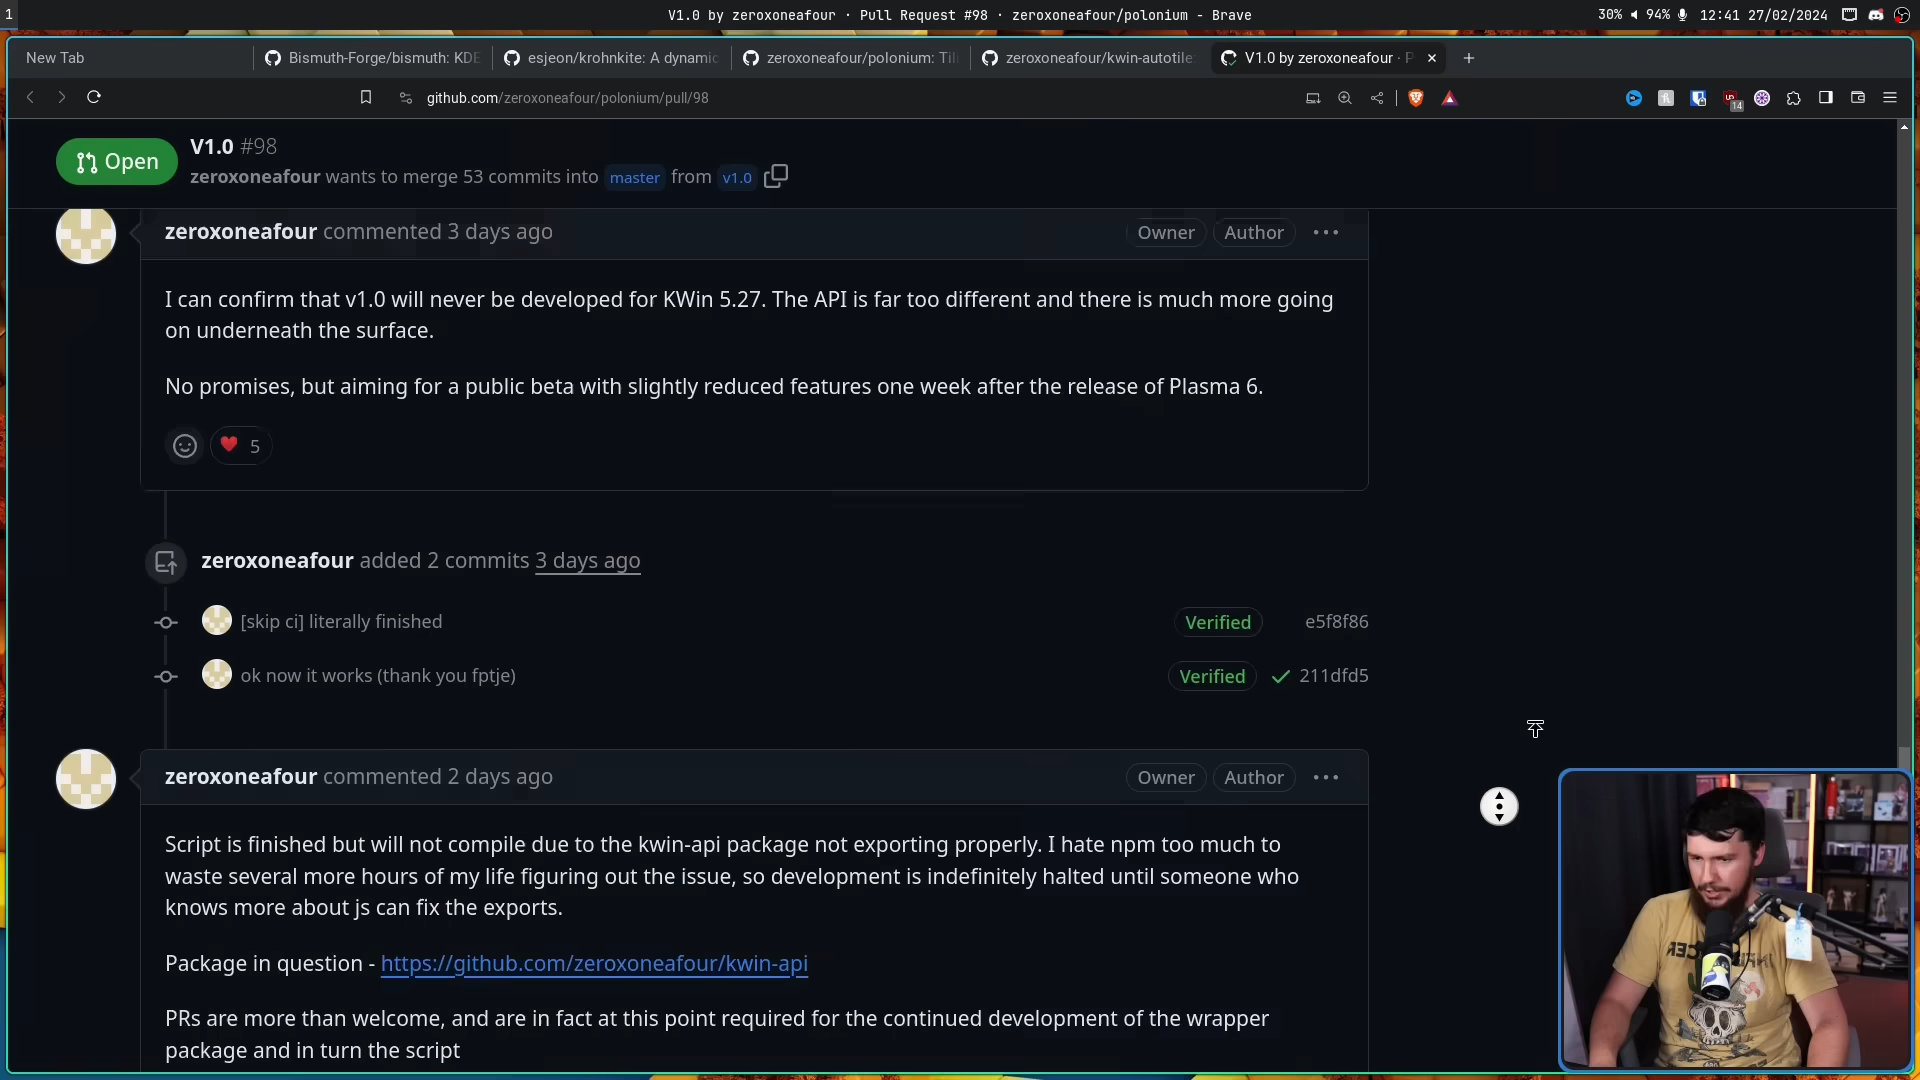 1
V1.0 by zeroxoneafour · Pull Request #98 · zeroxoneafour/polonium - Brave
30% 94% 12:41 27/02/2024
New Tab
Bismuth-Forge/bismuth: KDE
esjeon/krohnkite: A dynamic
zeroxoneafour/polonium: Til
zeroxoneafour/kwin-autotile:
V1.0 by zeroxoneafour · P
github.com/zeroxoneafour/polonium/pull/98
14
Open
V1.0 #98
zeroxoneafour wants to merge 53 commits into master from v1.0
zeroxoneafour commented 3 days ago
Owner Author
I can confirm that v1.0 will never be developed for KWin 5.27. The API is far too different and there is much more going
on underneath the surface.
No promises, but aiming for a public beta with slightly reduced features one week after the release of Plasma 6.
5
zeroxoneafour added 2 commits 3 days ago
[skip ci] literally finished
Verified e5f8f86
ok now it works (thank you fptje)
Verified 211dfd5
zeroxoneafour commented 2 days ago
Owner Author
Script is finished but will not compile due to the kwin-api package not exporting properly. I hate npm too much to
waste several more hours of my life figuring out the issue, so development is indefinitely halted until someone who
knows more about js can fix the exports.
Package in question - https://github.com/zeroxoneafour/kwin-api
PRs are more than welcome, and are in fact at this point required for the continued development of the wrapper
package and in turn the script